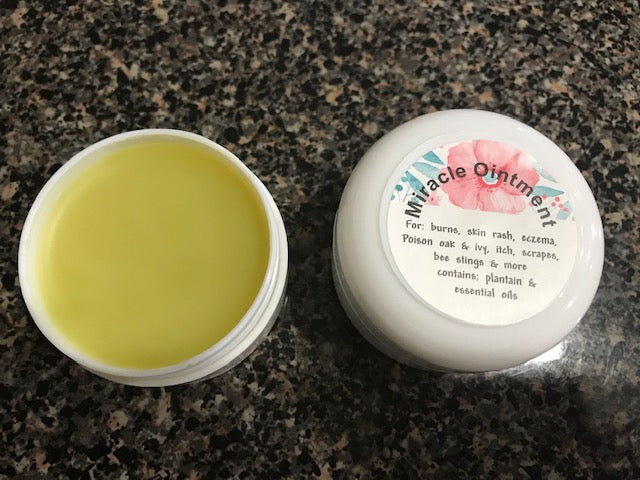 Miracle Ointment
For: burns, skin rash, eczema,
Poison oak & ivy, itch, scrapes,
bee stings & more
contains: plantain &
essential oils